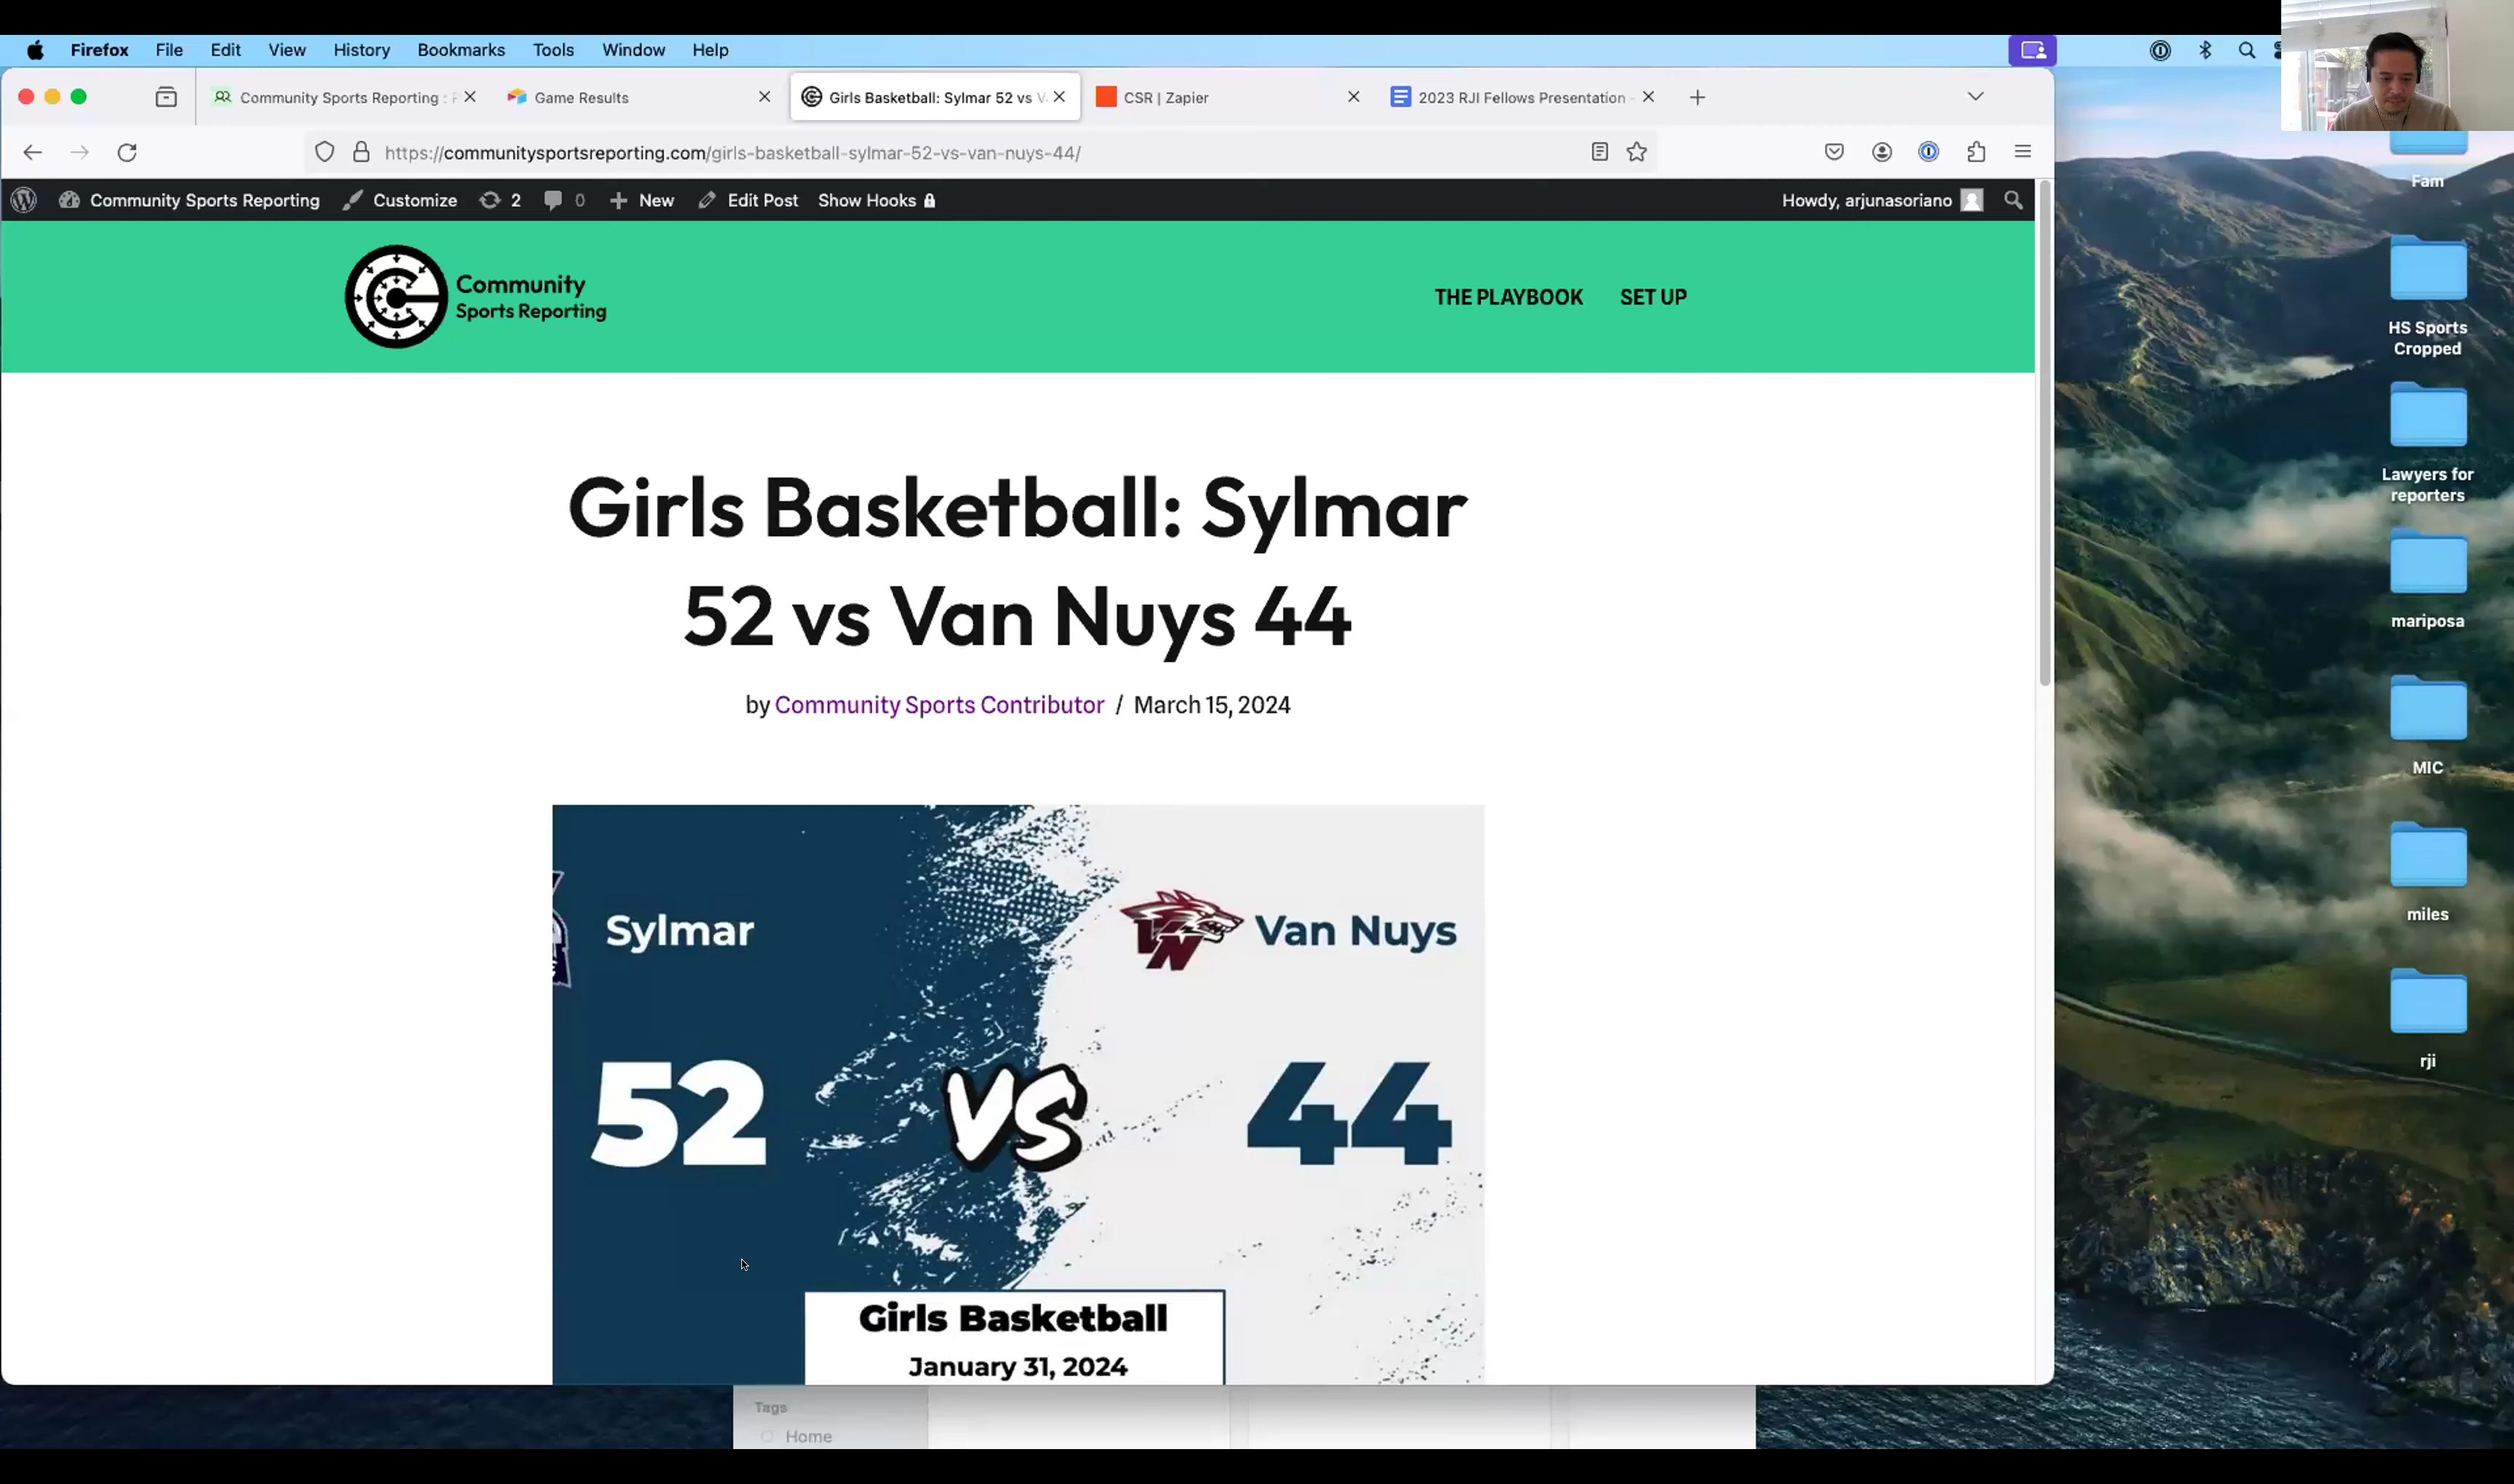 Firefox File Edit View History Bookmarks Tools Window Help
Community Sports Reporting : Game Results Girls Basketball: Sylmar 52 vs V CSR | Zapier 2023 RJI Fellows Presentation -
https://communitysportsreporting.com/girls-basketball-sylmar-52-vs-van-nuys-44/
Community Sports Reporting Customize 2 0 New Edit Post Show Hooks Howdy, arjunasoriano
Community
Sports Reporting
THE PLAYBOOK SET UP
Girls Basketball: Sylmar
52 vs Van Nuys 44
by Community Sports Contributor / March 15, 2024
Sylmar VN Van Nuys
52 VS 44
Girls Basketball
January 31, 2024
Tags
Home
Fam
HS Sports
Cropped
Lawyers for
reporters
mariposa
MIC
miles
rji